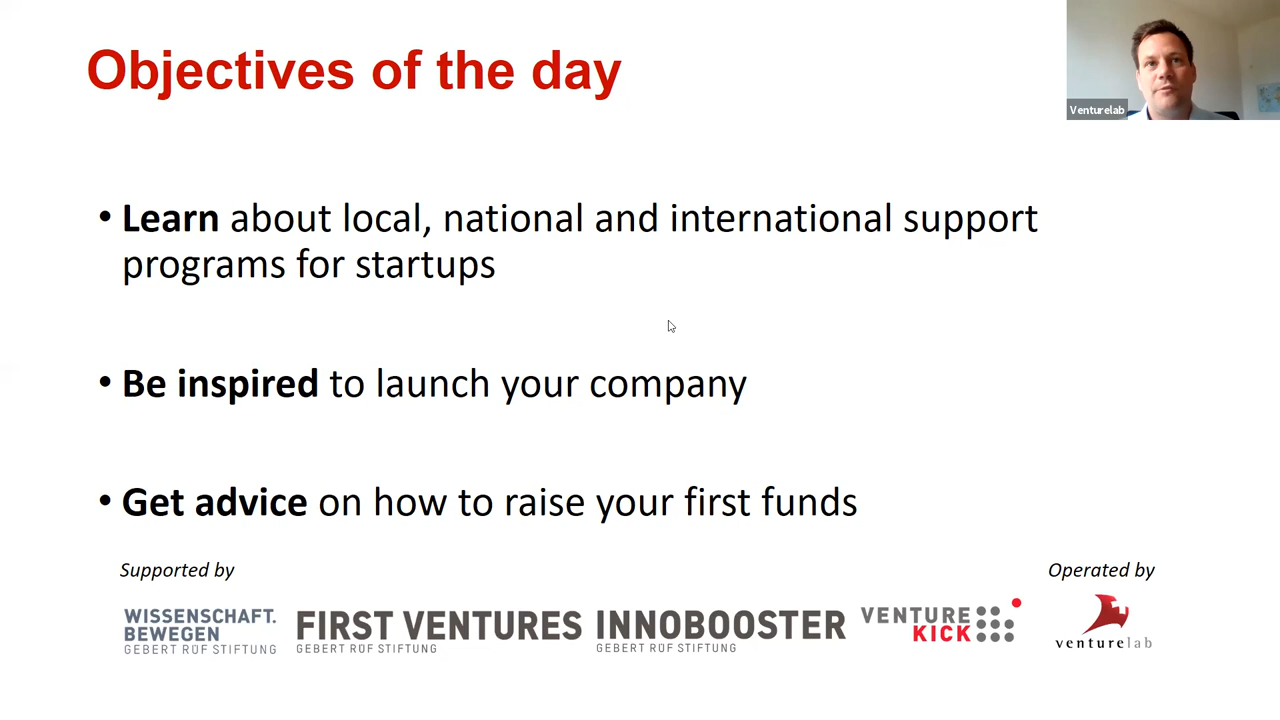 Objectives of the day
Venturelab
• Learn about local, national and international support
programs for startups
• Be inspired to launch your company
• Get advice on how to raise your first funds
Supported by
Operated by
WISSENSCHAFT.
BEWEGEN
GEBERT RÜF STIFTUNG
FIRST VENTURES
GEBERT RÜF STIFTUNG
INNOBOOSTER
GEBERT RÜF STIFTUNG
VENTURE
KICK
venturelab